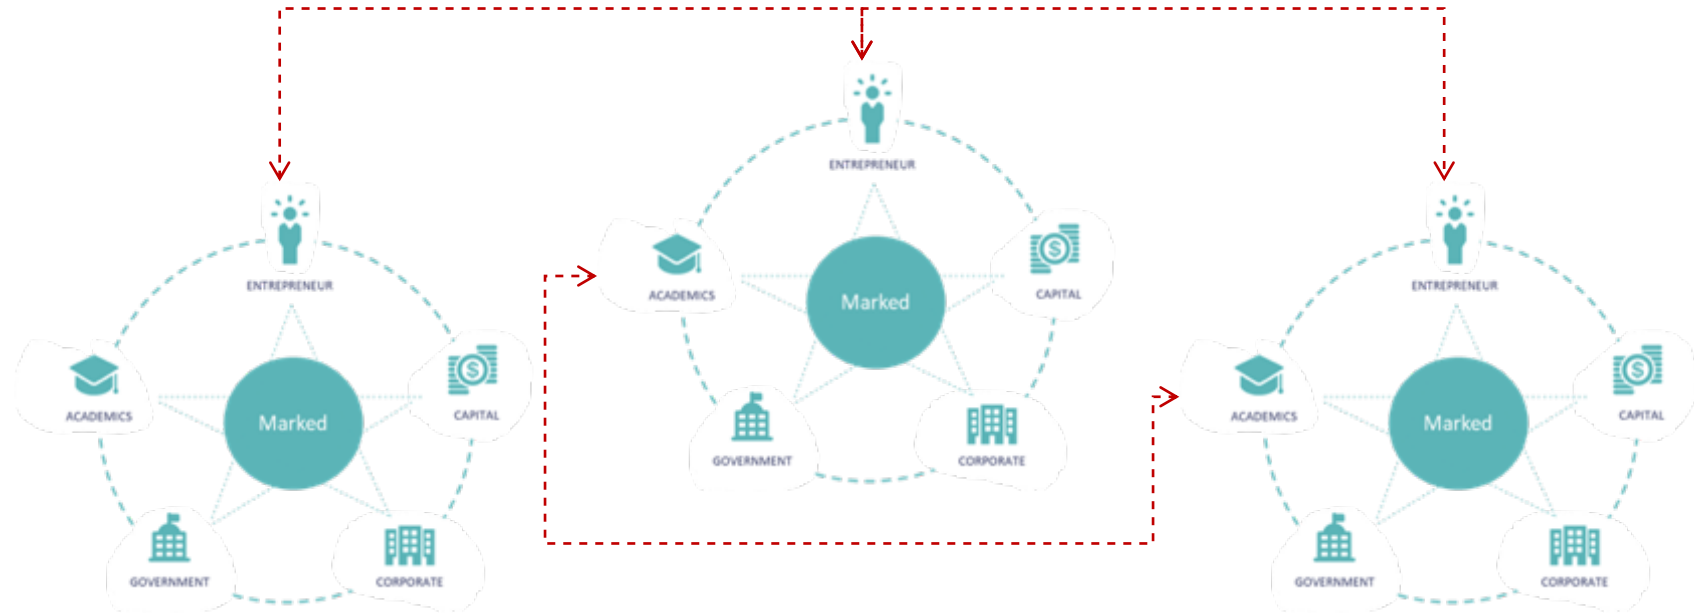 ENTREPRENEUR
ACADEMICS
Marked
CAPITAL
GOVERNMENT
CORPORATE
ENTREPRENEUR
ACADEMICS
Marked
CAPITAL
GOVERNMENT
CORPORATE
ENTREPRENEUR
ACADEMICS
Marked
CAPITAL
GOVERNMENT
CORPORATE